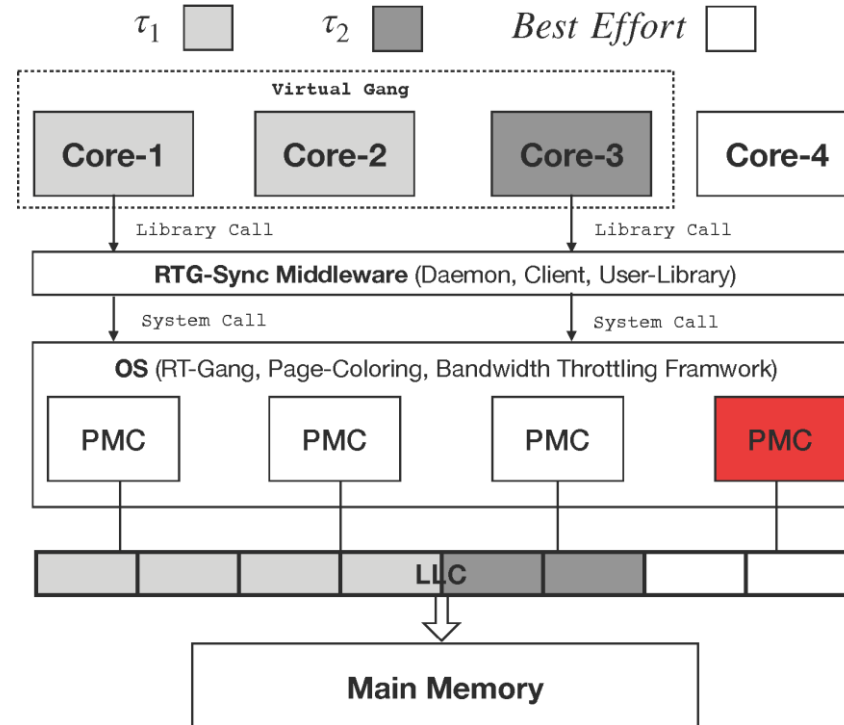 τ1 τ2 Best Effort
Virtual Gang
Core-1 Core-2 Core-3 Core-4
Library Call Library Call
RTG-Sync Middleware (Daemon, Client, User-Library)
System Call System Call
OS (RT-Gang, Page-Coloring, Bandwidth Throttling Framwork)
PMC PMC PMC PMC
LLC
Main Memory